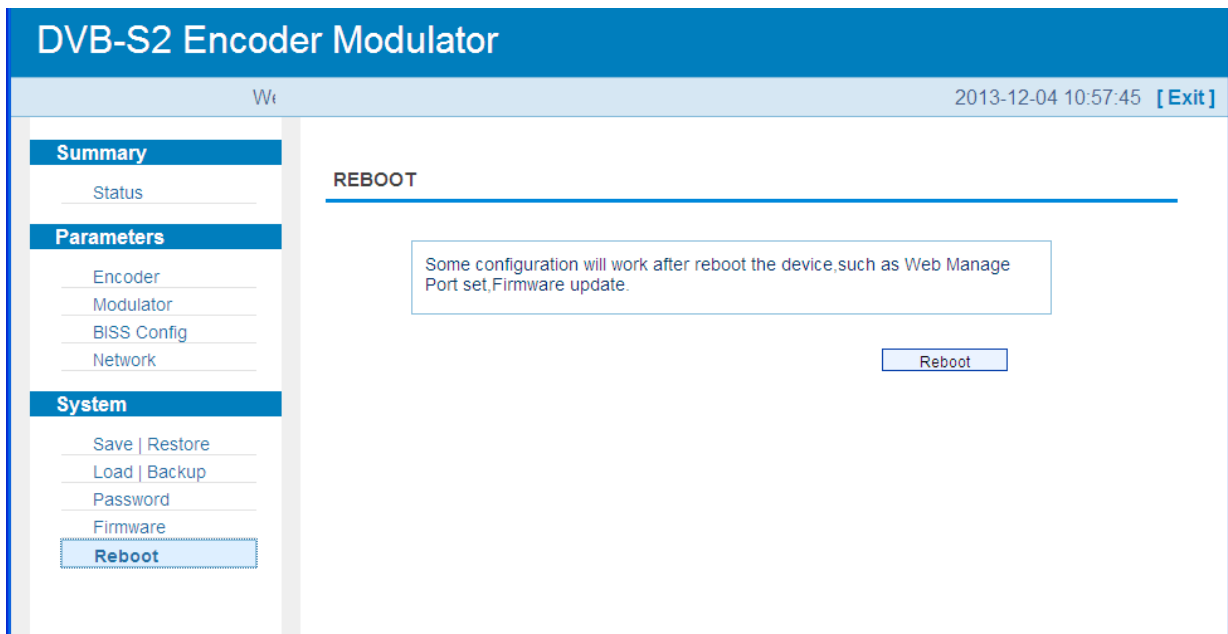 DVB-S2 Encoder Modulator
2013-12-04 10:57:45 [ Exit ]
Summary
Status
Parameters
Encoder
Modulator
BISS Config
Network
System
Save | Restore
Load | Backup
Password
Firmware
Reboot
REBOOT
Some configuration will work after reboot the device,such as Web Manage
Port set,Firmware update.
Reboot